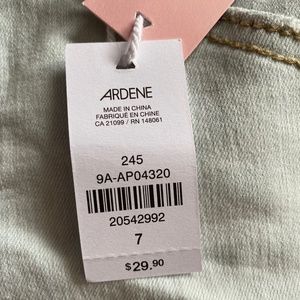 ARDENE
MADE IN CHINA
FABRIQUÉ EN CHINE
CA 21099 / RN 148061
245
9A-AP04320
20542992
7
$29.90